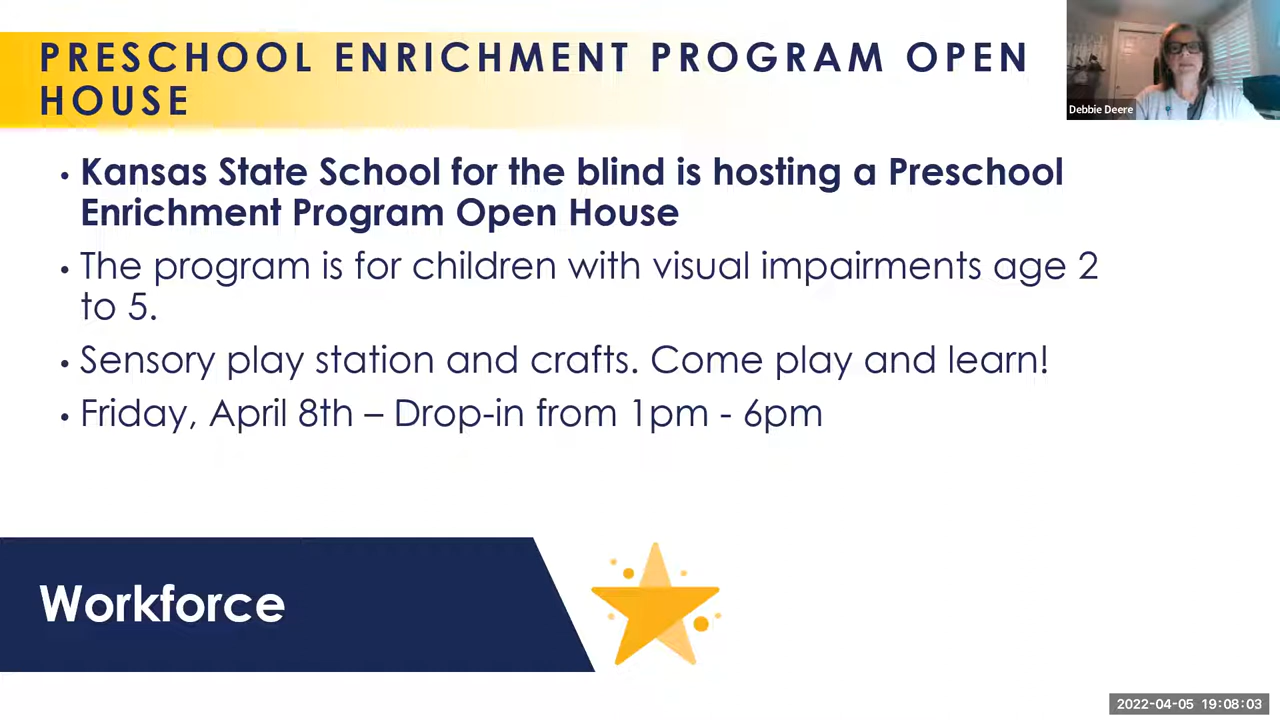 PRESCHOOL ENRICHMENT PROGRAM OPEN
HOUSE
Debbie Deere
• Kansas State School for the blind is hosting a Preschool
Enrichment Program Open House
• The program is for children with visual impairments age 2
to 5.
• Sensory play station and crafts. Come play and learn!
• Friday, April 8th – Drop-in from 1pm - 6pm
Workforce
2022-04-05 19:08:03